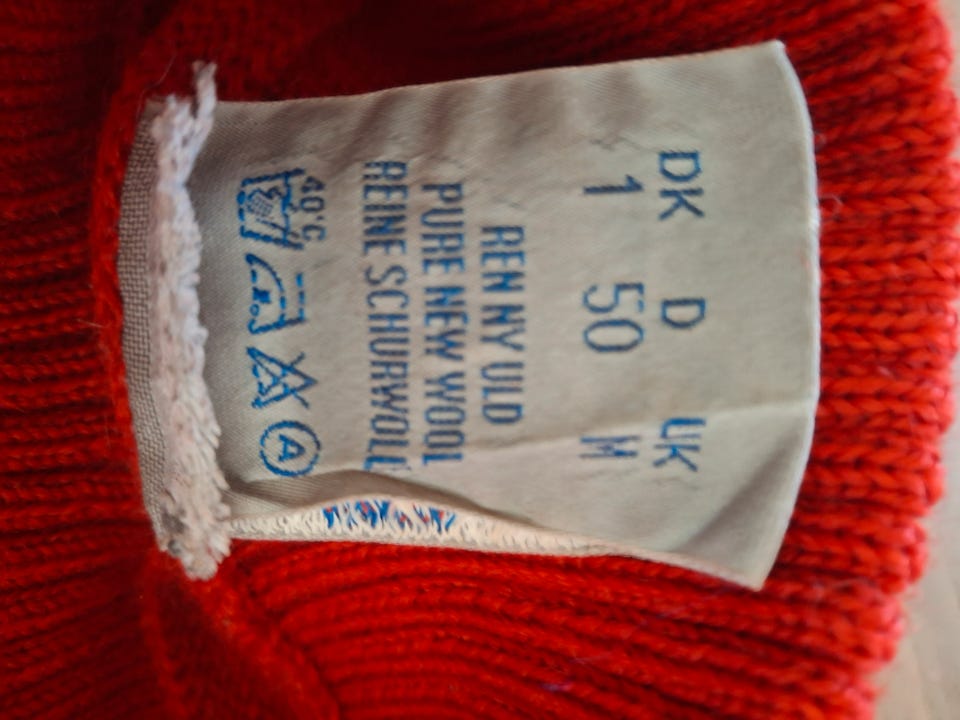 DK D UK
1 50 M
REN NY ULD
PURE NEW WOOL
REINE SCHURWOLLE
40°C
A